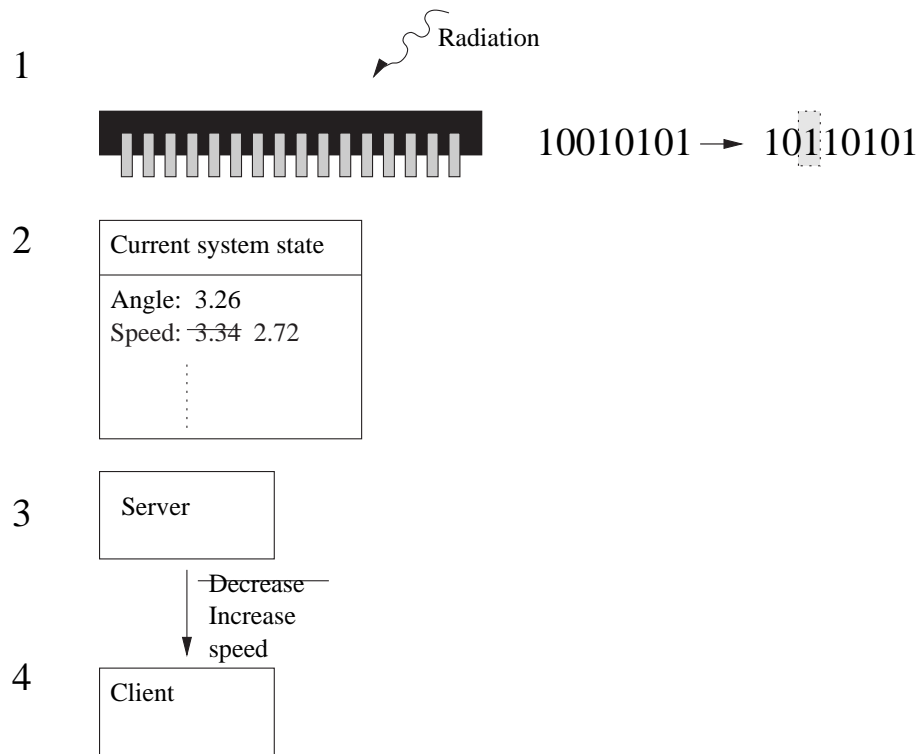 Radiation
1
10010101 → 10110101
2
Current system state
Angle: 3.26
Speed: 3.34 2.72
3
Server
Decrease
Increase
speed
4
Client